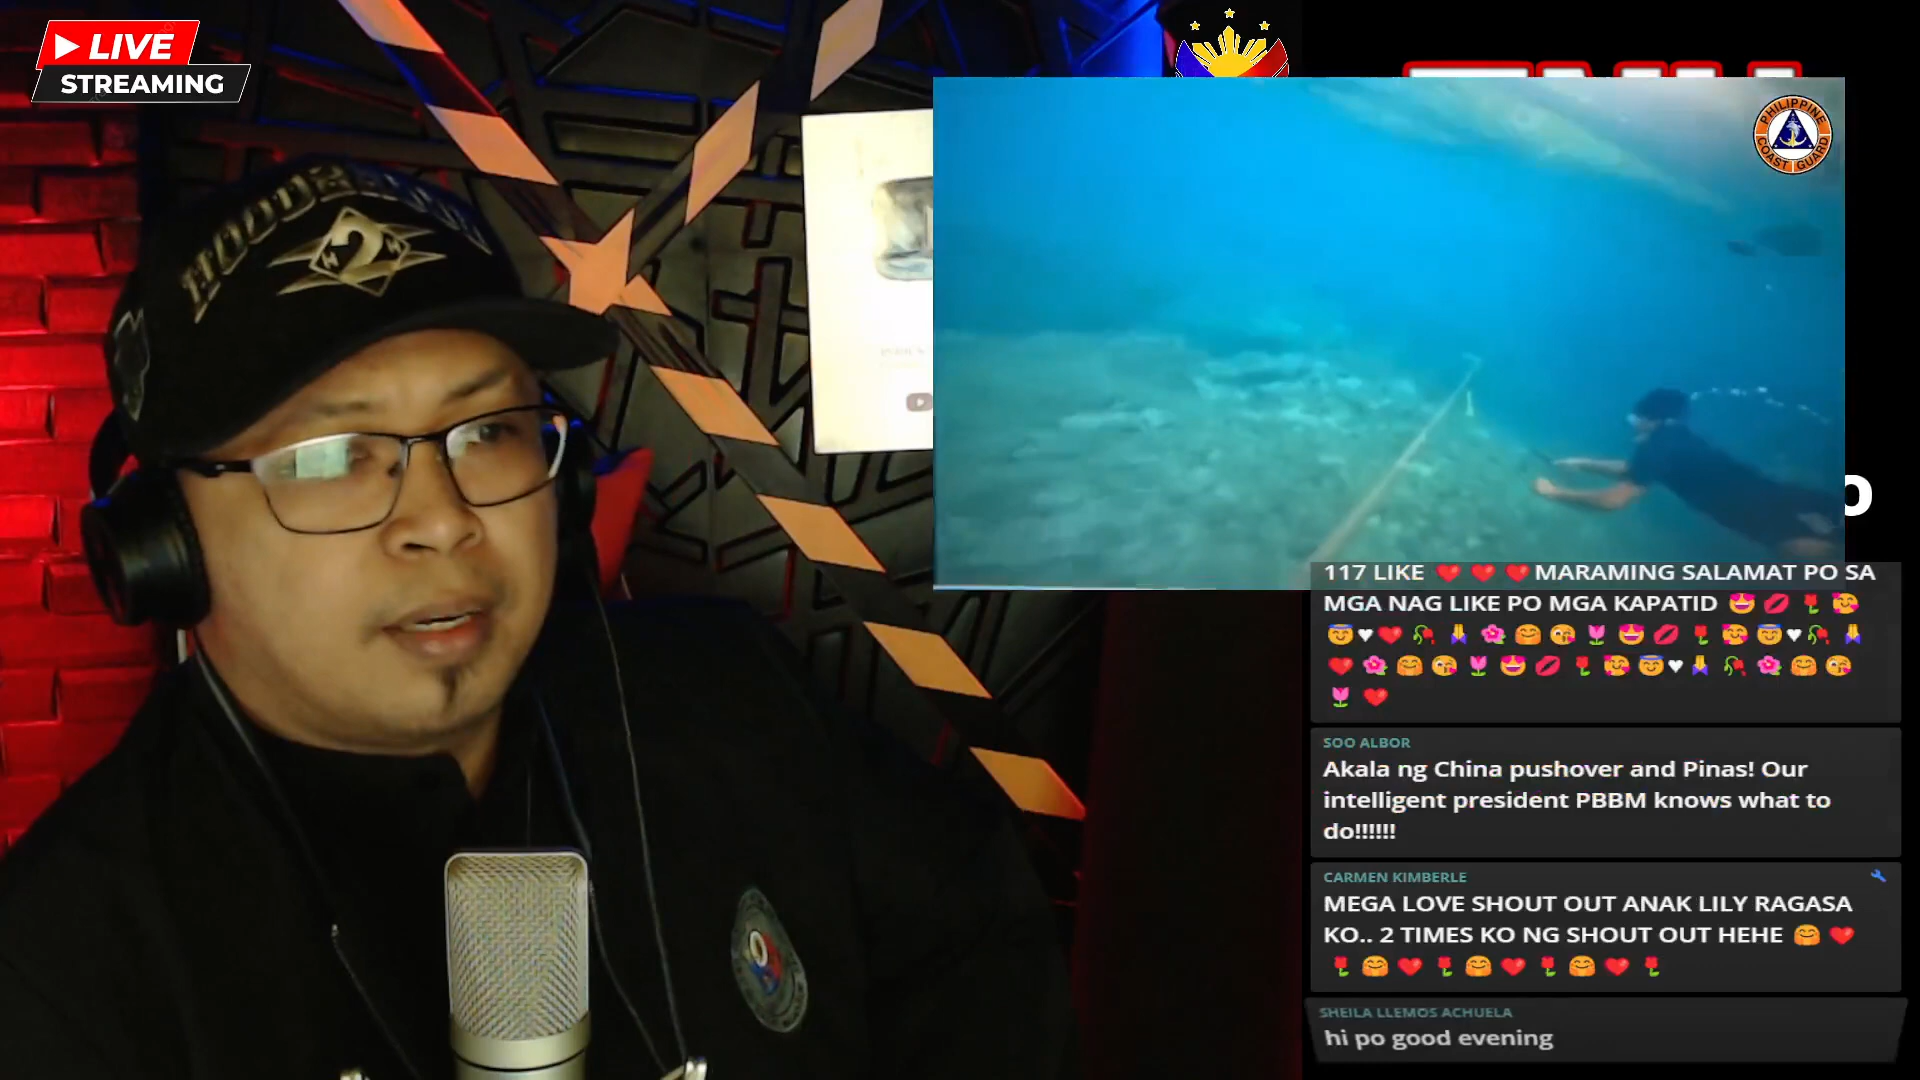 LIVE
STREAMING
HOODZ
H2H
PHILIPPINE
COAST GUARD
O
117 LIKE ❤️ ❤️ ❤️ MARAMING SALAMAT PO SA
MGA NAG LIKE PO MGA KAPATID 😍 💋 🌹 🥰
😇 ♥ ❤️ 🥀 🙏 🌺 🤗 😘 🌷 😍 💋 🌹 🥰 😇 ♥ 🥀 🙏
❤️ 🌺 🤗 😘 🌷 😍 💋 🌹 🥰 😇 ♥ 🙏 🥀 🌺 🤗 😘
🌷 ❤️
SOO ALBOR
Akala ng China pushover and Pinas! Our
intelligent president PBBM knows what to
do!!!!!!
CARMEN KIMBERLE
MEGA LOVE SHOUT OUT ANAK LILY RAGASA
KO.. 2 TIMES KO NG SHOUT OUT HEHE 🤗 ❤️
🌹 🤗 ❤️ 🌹 🤗 ❤️ 🌹 🤗 ❤️ 🌹
SHEILA LLEMOS ACHUELA
hi po good evening